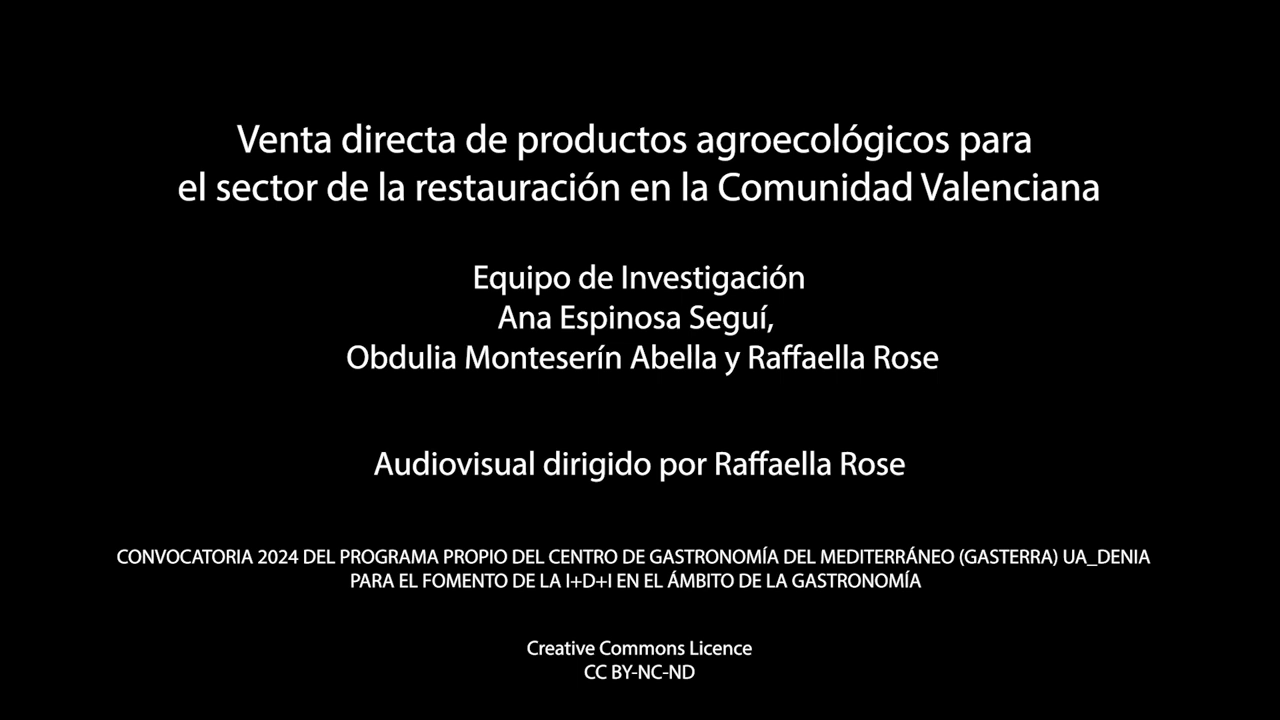 Venta directa de productos agroecológicos para
el sector de la restauración en la Comunidad Valenciana
Equipo de Investigación
Ana Espinosa Seguí,
Obdulia Monteserín Abella y Raffaella Rose
Audiovisual dirigido por Raffaella Rose
CONVOCATORIA 2024 DEL PROGRAMA PROPIO DEL CENTRO DE GASTRONOMÍA DEL MEDITERRÁNEO (GASTERRA) UA_DENIA
PARA EL FOMENTO DE LA I+D+I EN EL ÁMBITO DE LA GASTRONOMÍA
Creative Commons Licence
CC BY-NC-ND